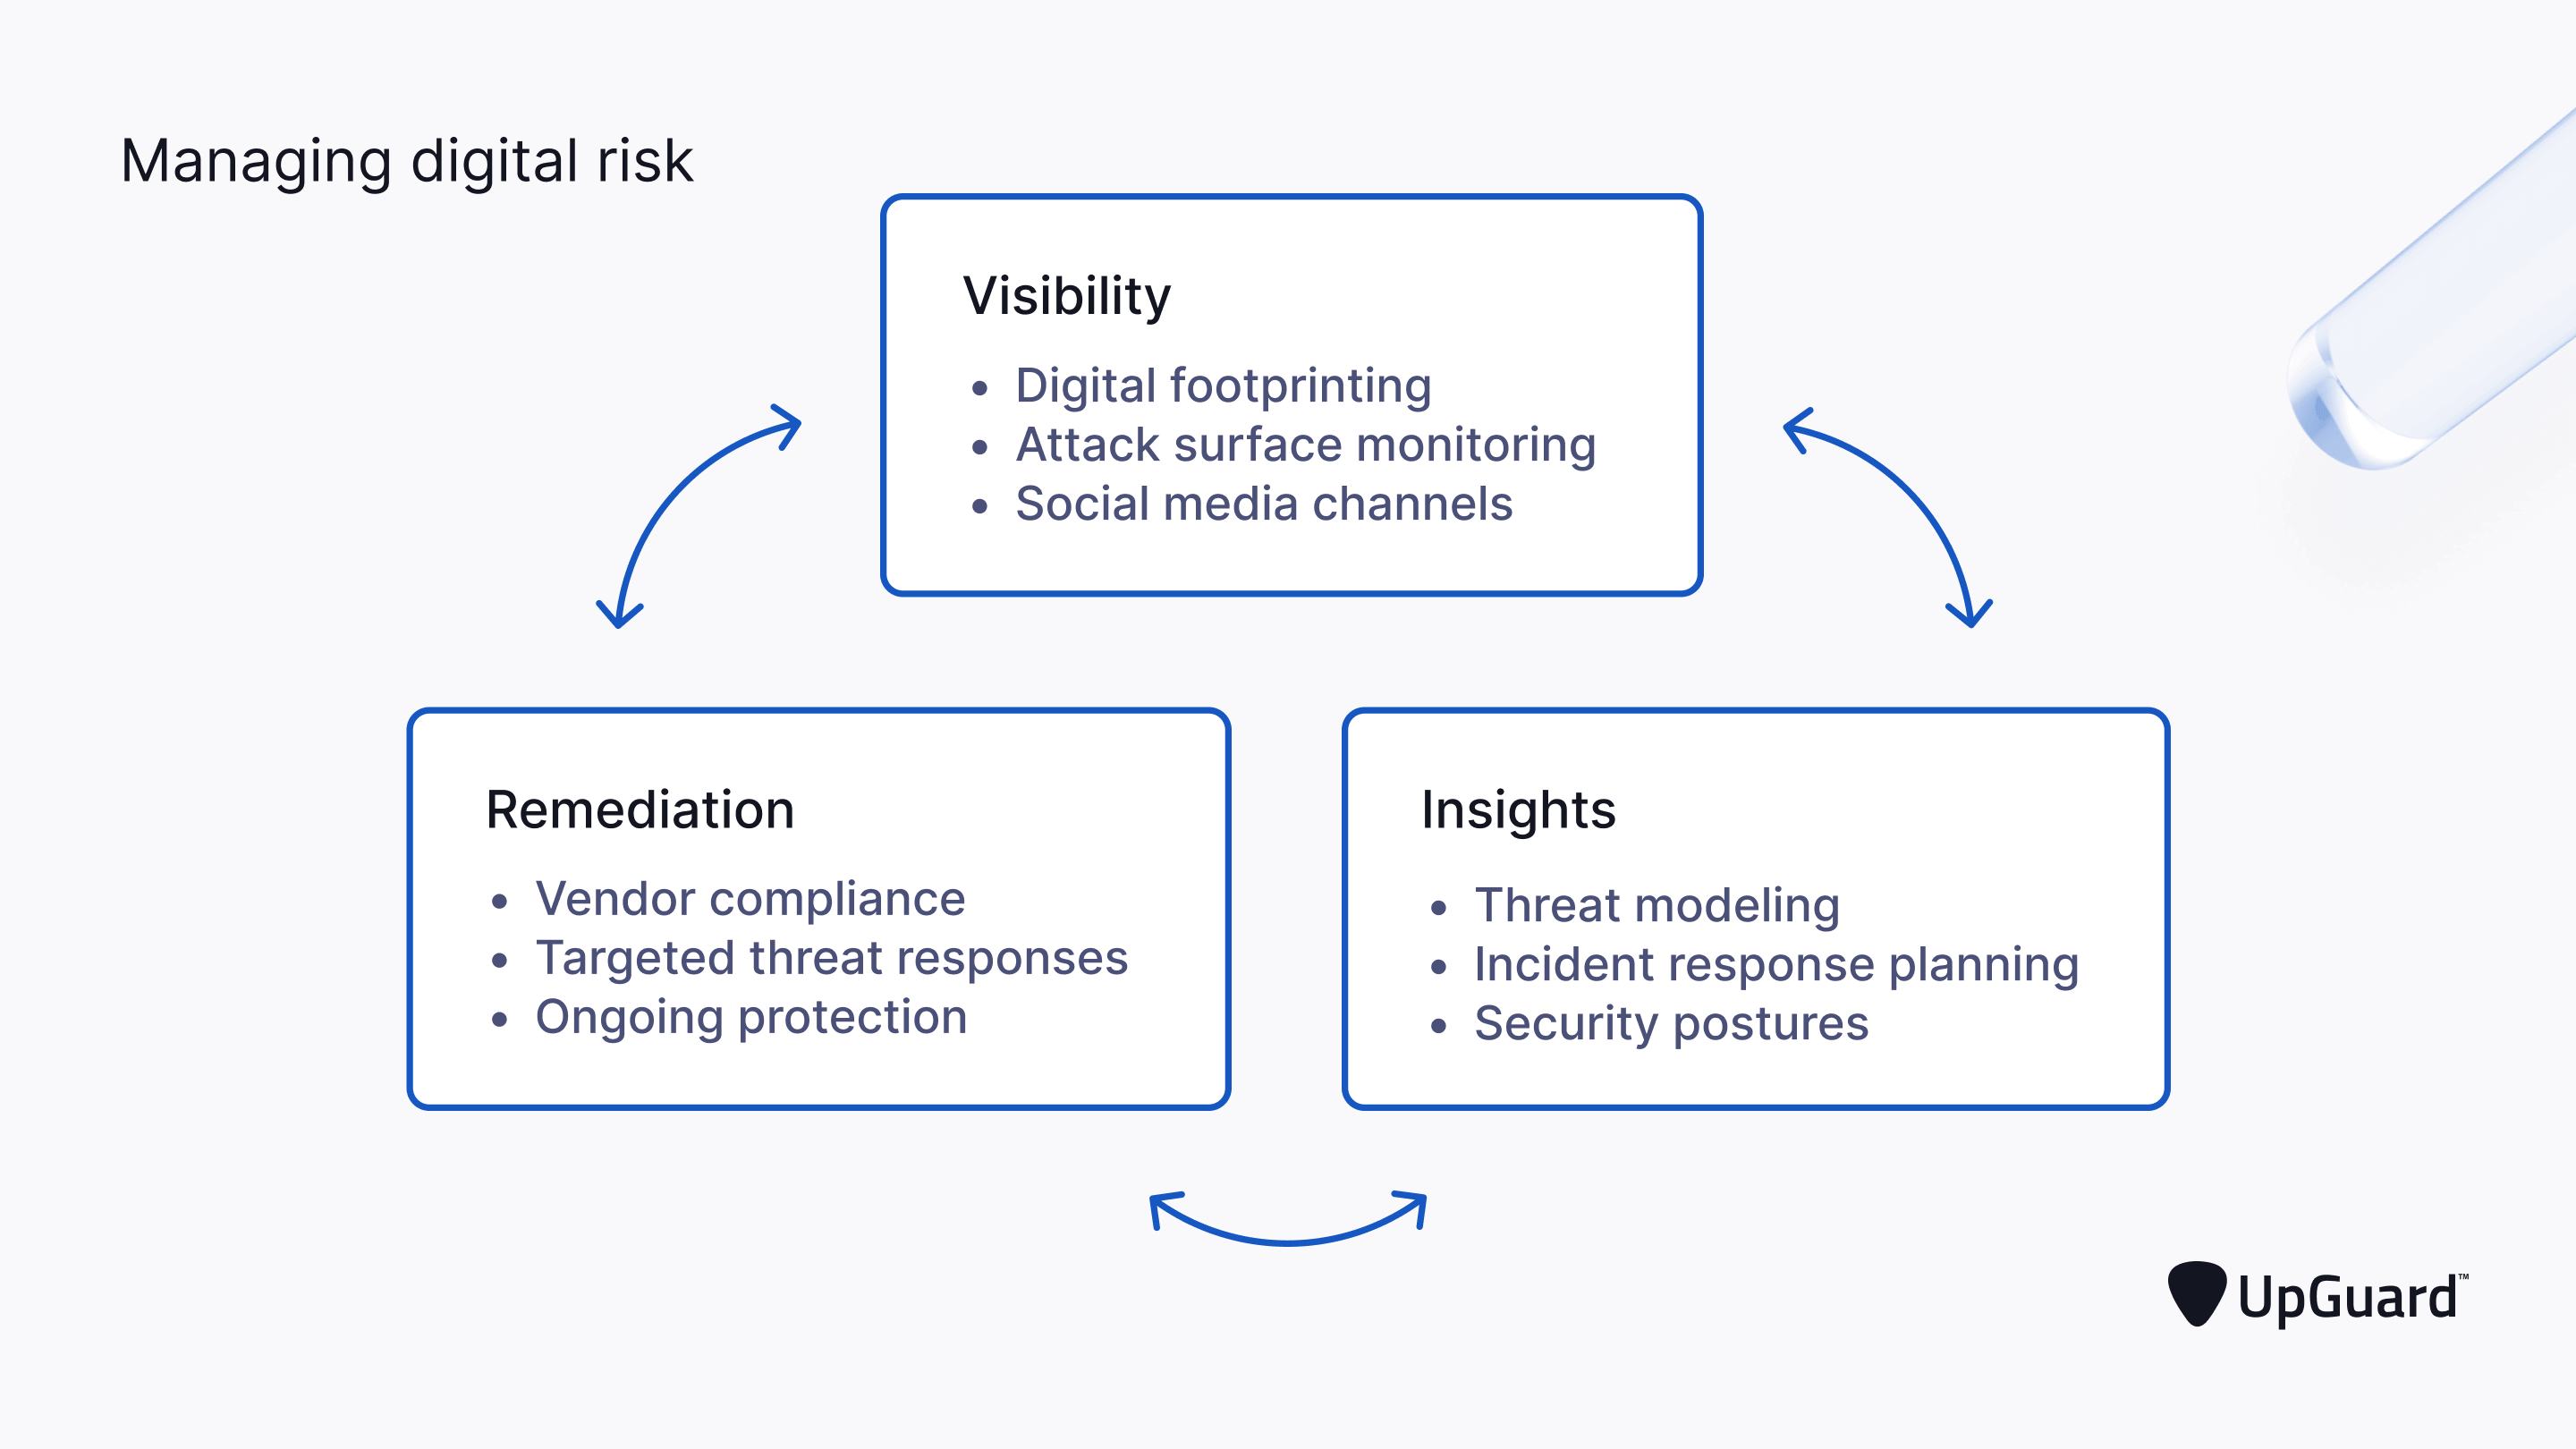 Managing digital risk
Visibility
• Digital footprinting
• Attack surface monitoring
• Social media channels
Remediation
• Vendor compliance
• Targeted threat responses
• Ongoing protection
Insights
• Threat modeling
• Incident response planning
• Security postures
UpGuard™